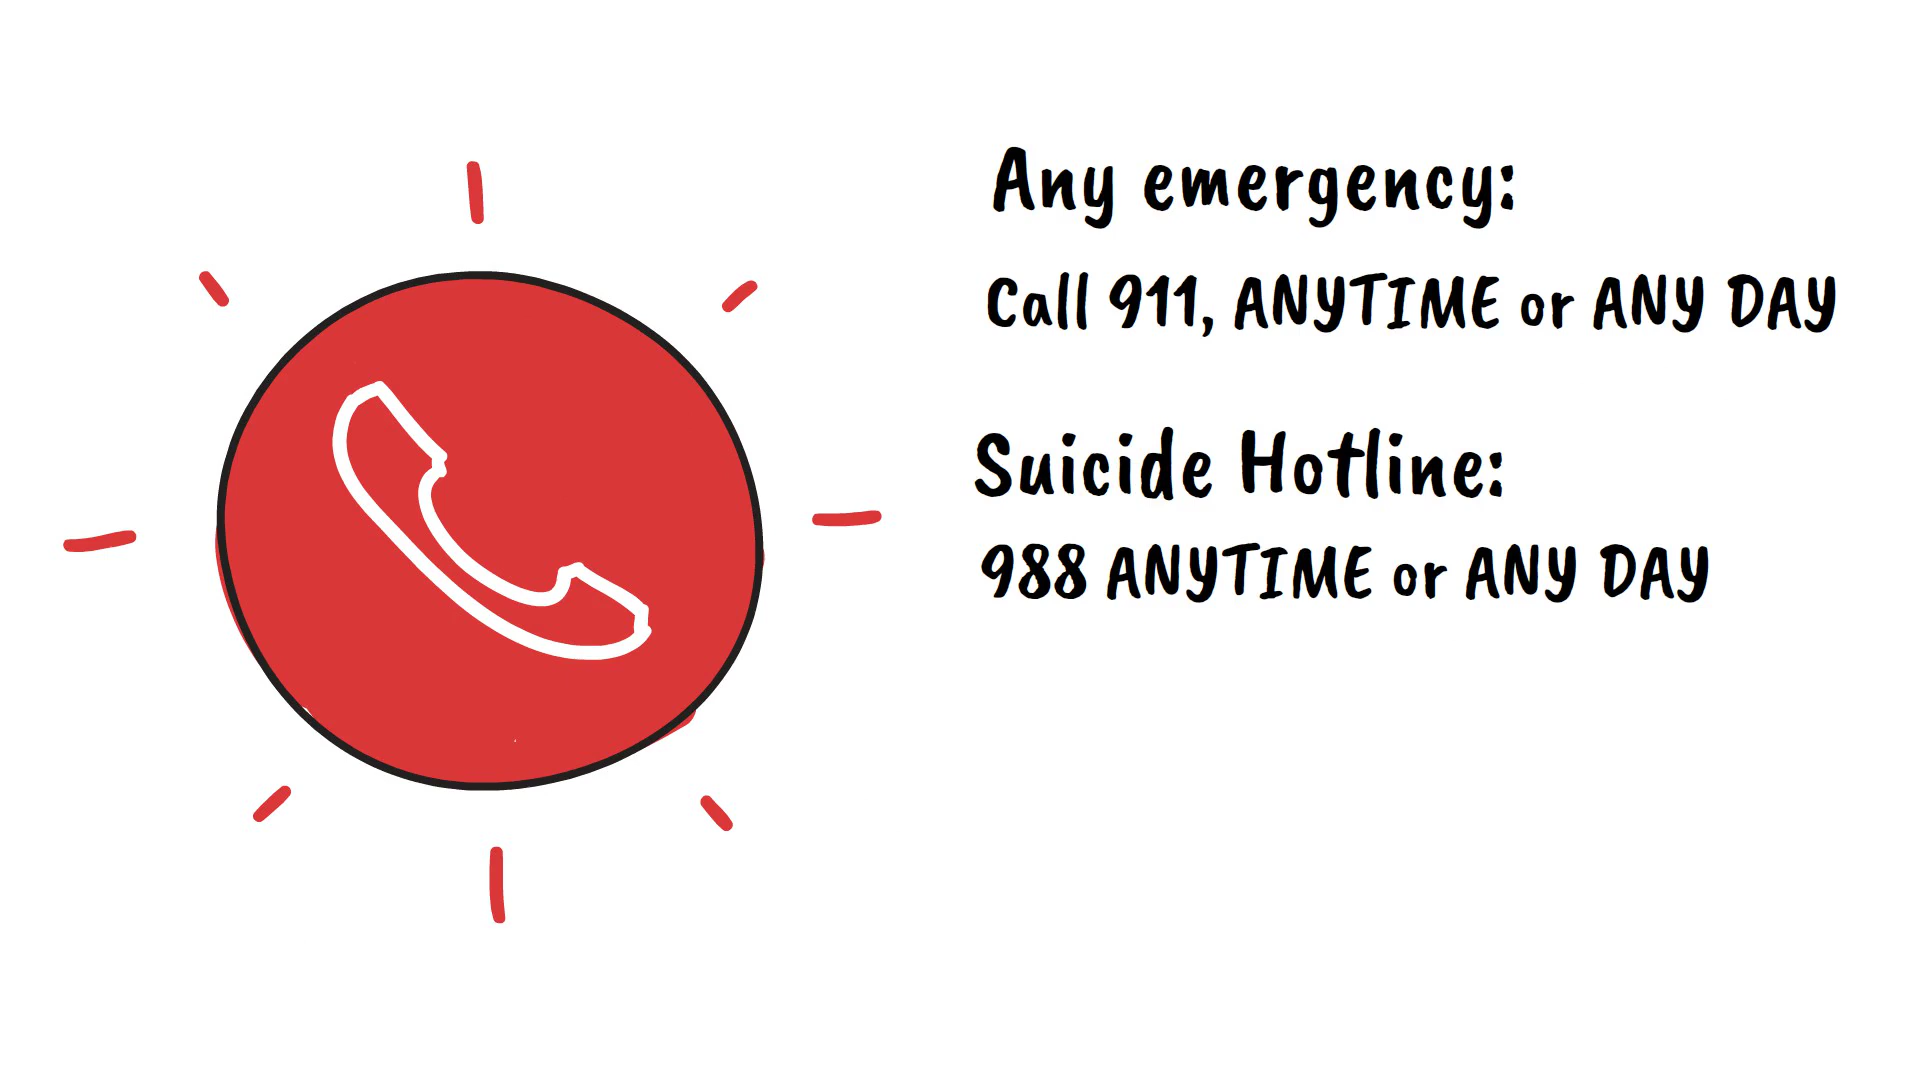 Any emergency:
Call 911, ANYTIME or ANY DAY
Suicide Hotline:
988 ANYTIME or ANY DAY